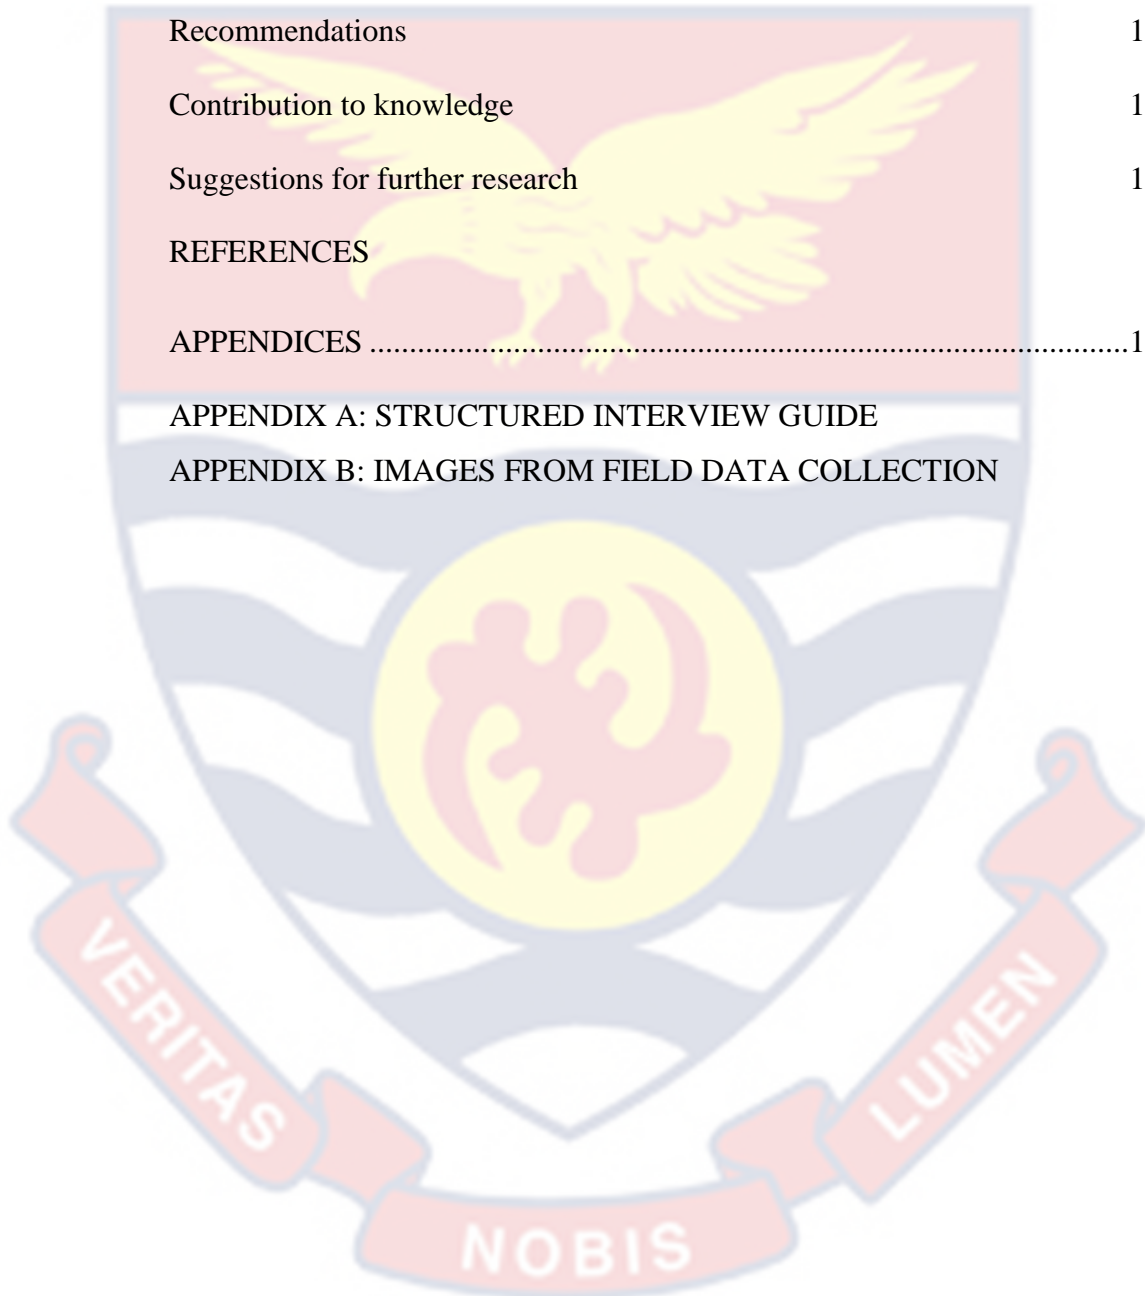 Recommendations 1
Contribution to knowledge 1
Suggestions for further research 1
REFERENCES
APPENDICES ................................................................................................1
APPENDIX A: STRUCTURED INTERVIEW GUIDE
APPENDIX B: IMAGES FROM FIELD DATA COLLECTION
VERITAS
NOBIS
LUMEN